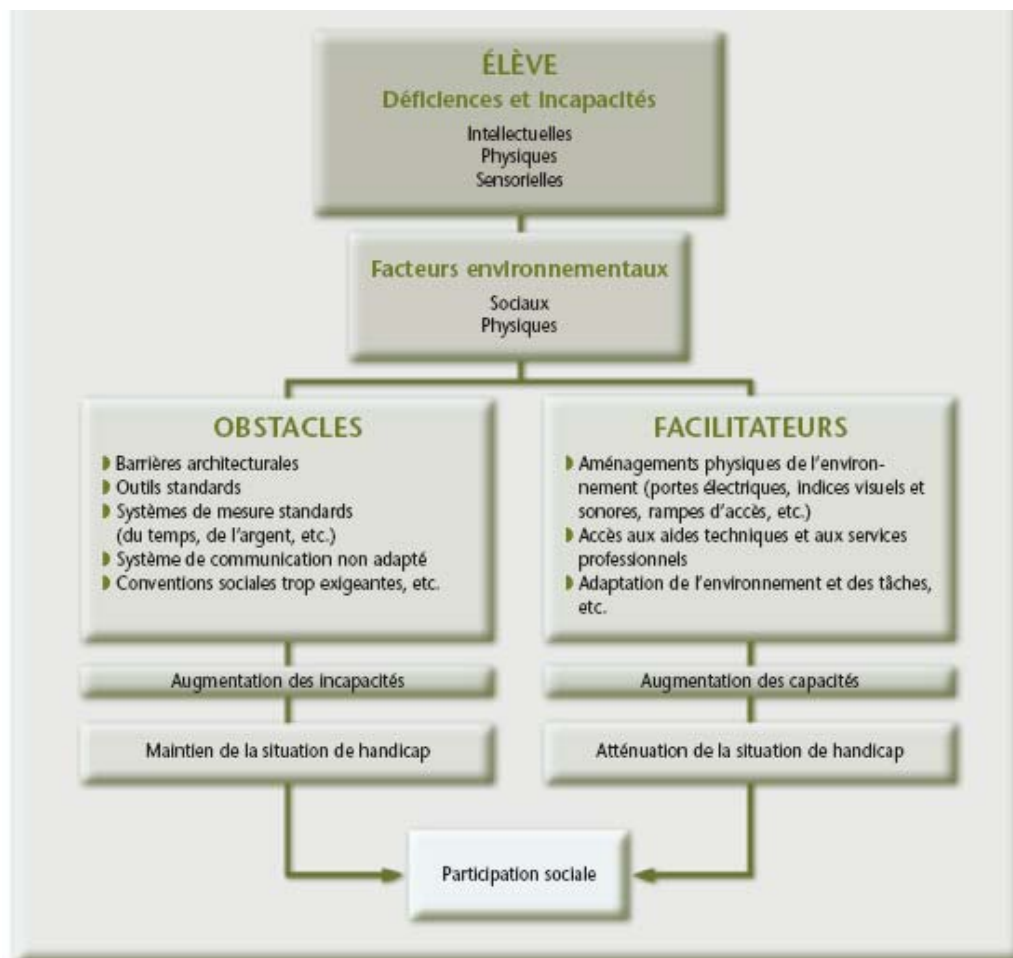 ÉLÈVE
Déficiences et incapacités
Intellectuelles
Physiques
Sensorielles
Facteurs environnementaux
Sociaux
Physiques
OBSTACLES
Barrières architecturales
Outils standards
Systèmes de mesure standards
(du temps, de l'argent, etc.)
Système de communication non adapté
Conventions sociales trop exigeantes, etc.
FACILITATEURS
Aménagements physiques de l'environ-
nement (portes électriques, indices visuels et
sonores, rampes d'accès, etc.)
Accès aux aides techniques et aux services
professionnels
Adaptation de l'environnement et des tâches,
etc.
Augmentation des incapacités
Augmentation des capacités
Maintien de la situation de handicap
Atténuation de la situation de handicap
Participation sociale